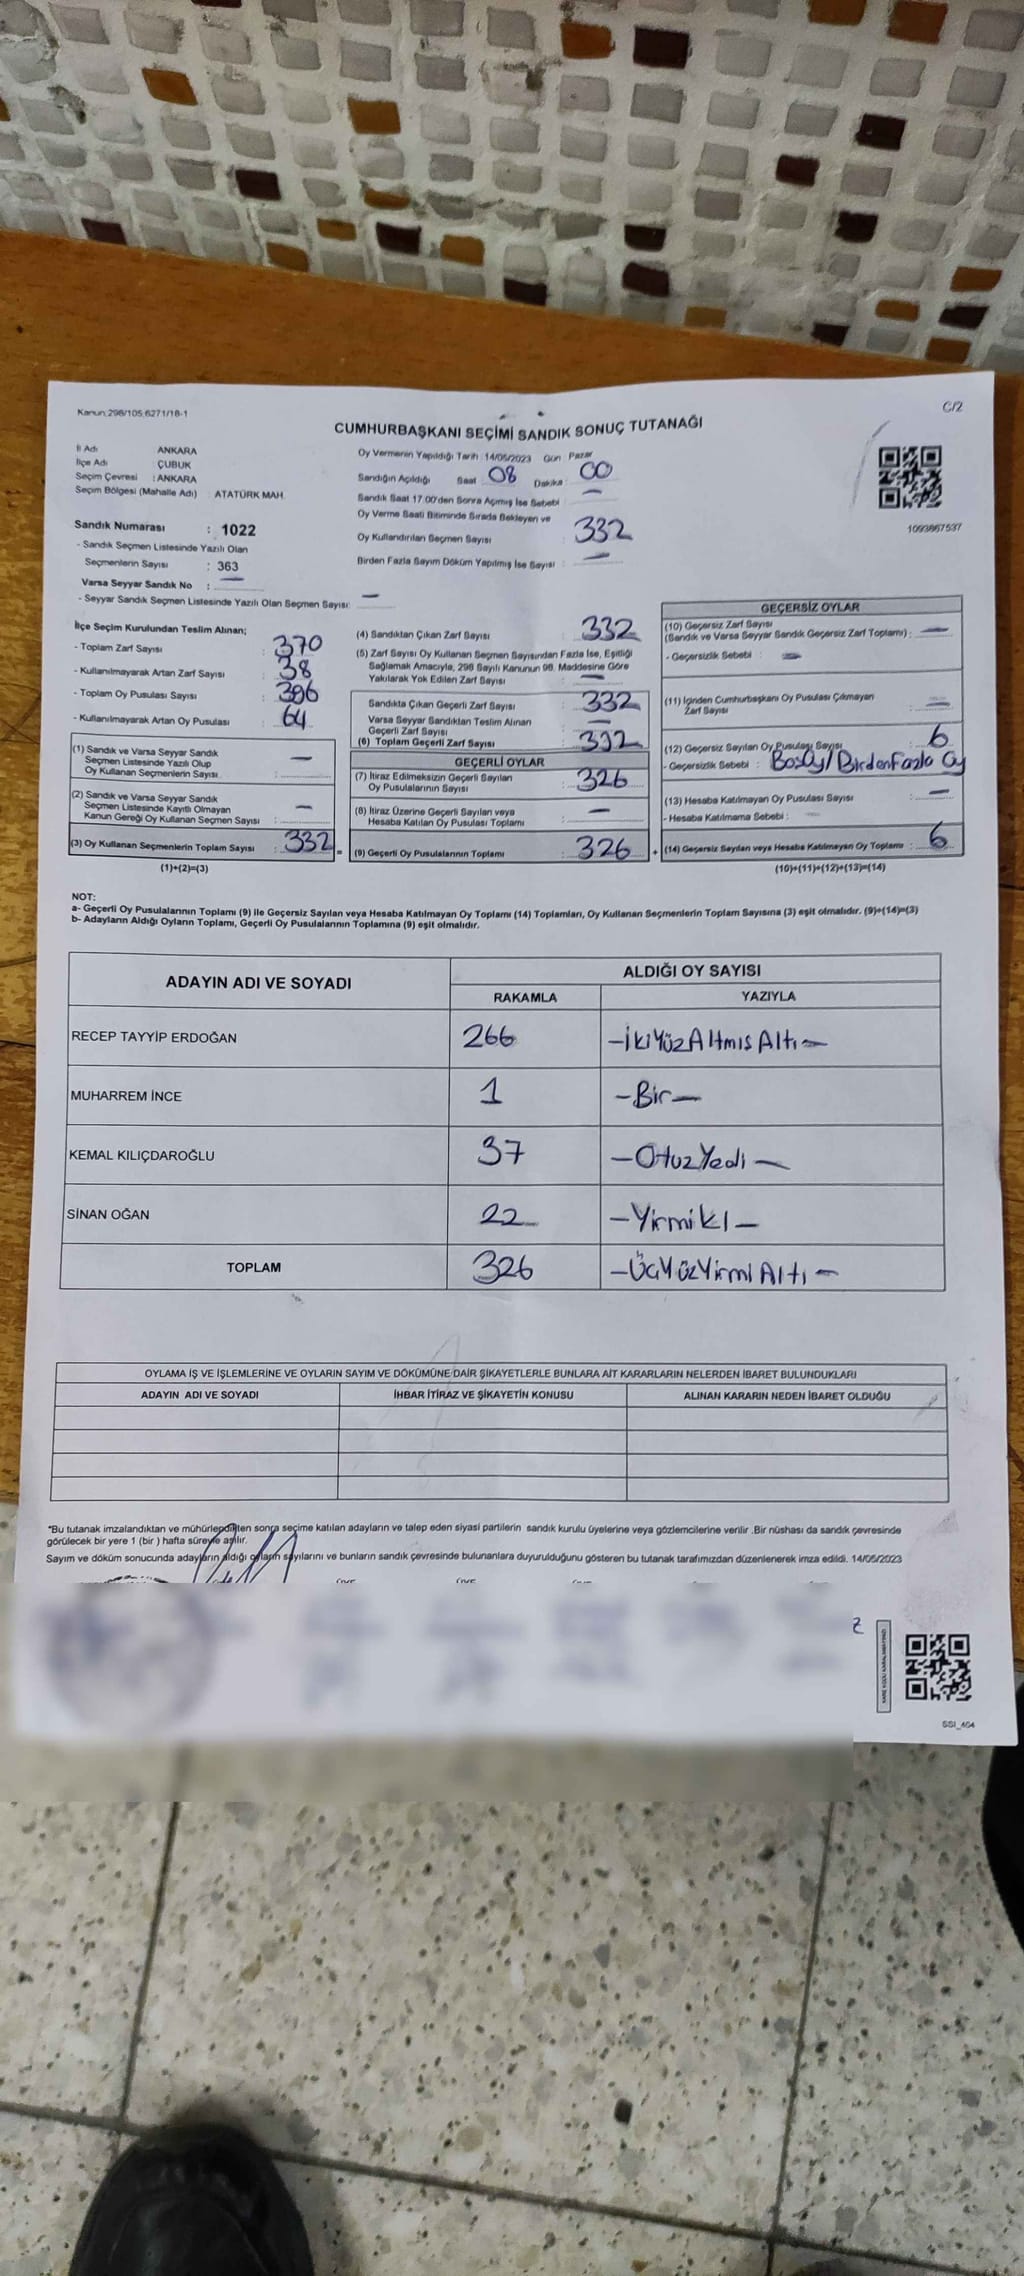 Kanun:298/105,6271/18-1
C/2
CUMHURBAŞKANI SEÇİMİ SANDIK SONUÇ TUTANAĞI
İl Adı ANKARA
İlçe Adı ÇUBUK
Seçim Çevresi : ANKARA
Seçim Bölgesi (Mahalle Adı) : ATATÜRK MAH.
Sandık Numarası : 1022
- Sandık Seçmen Listesinde Yazılı Olan
Seçmenlerin Sayısı : 363
Varsa Seyyar Sandık No : —
- Seyyar Sandık Seçmen Listesinde Yazılı Olan Seçmen Sayısı: —
Oy Vermenin Yapıldığı Tarih :14/05/2023 Gün Pazar
Sandığın Açıldığı Saat 08 Dakika : 00
Sandık Saat 17.00'den Sonra Açımış İse Sebebi : —
Oy Verme Saati Bitiminde Sırada Bekleyen ve
Oy Kullandırılan Seçmen Sayısı : 332
Birden Fazla Sayım Döküm Yapılmış İse Sayısı : —
1093867537
İlçe Seçim Kurulundan Teslim Alınan;
- Toplam Zarf Sayısı : 370
- Kullanılmayarak Artan Zarf Sayısı : 38
- Toplam Oy Pusulası Sayısı : 396
- Kullanılmayarak Artan Oy Pusulası : 64
(1) Sandık ve Varsa Seyyar Sandık
Seçmen Listesinde Yazılı Olup
Oy Kullanan Seçmenlerin Sayısı : —
(2) Sandık ve Varsa Seyyar Sandık
Seçmen Listesinde Kayıtlı Olmayan
Kanun Gereği Oy Kullanan Seçmen Sayısı : —
(3) Oy Kullanan Seçmenlerin Toplam Sayısı : 332 =
(1)+(2)=(3)
(4) Sandıktan Çıkan Zarf Sayısı : 332
(5) Zarf Sayısı Oy Kullanan Seçmen Sayısından Fazla İse, Eşitliği
Sağlamak Amacıyla, 298 Sayılı Kanunun 98. Maddesine Göre
Yakılarak Yok Edilen Zarf Sayısı : —
Sandıkta Çıkan Geçerli Zarf Sayısı : 332
Varsa Seyyar Sandıktan Teslim Alınan
Geçerli Zarf Sayısı : —
(6) Toplam Geçerli Zarf Sayısı : 332
GEÇERLİ OYLAR
(7) İtiraz Edilmeksizin Geçerli Sayılan
Oy Pusulalarının Sayısı : 326
(8) İtiraz Üzerine Geçerli Sayılan veya
Hesaba Katılan Oy Pusulası Toplamı : —
(9) Geçerli Oy Pusulalarının Toplamı : 326 +
GEÇERSİZ OYLAR
(10) Geçersiz Zarf Sayısı
(Sandık ve Varsa Seyyar Sandık Geçersiz Zarf Toplamı) : —
- Geçersizlik Sebebi : —
(11) İçinden Cumhurbaşkanı Oy Pusulası Çıkmayan
Zarf Sayısı : —
(12) Geçersiz Sayılan Oy Pusulası Sayısı : 6
- Geçersizlik Sebebi : BosOy/BirdenFazla Oy
(13) Hesaba Katılmayan Oy Pusulası Sayısı : —
- Hesaba Katılmama Sebebi : —
(14) Geçersiz Sayılan veya Hesaba Katılmayan Oy Toplamı : 6
(10)+(11)+(12)+(13)=(14)
NOT:
a- Geçerli Oy Pusulalarının Toplamı (9) ile Geçersiz Sayılan veya Hesaba Katılmayan Oy Toplamı (14) Toplamları, Oy Kullanan Seçmenlerin Toplam Sayısına (3) eşit olmalıdır. (9)+(14)=(3)
b- Adayların Aldığı Oyların Toplamı, Geçerli Oy Pusulalarının Toplamına (9) eşit olmalıdır.
ADAYIN ADI VE SOYADI ALDIĞI OY SAYISI
RAKAMLA YAZIYLA
RECEP TAYYİP ERDOĞAN 266 -İkiYüzAltmısAltı-
MUHARREM İNCE 1 -Bir-
KEMAL KILIÇDAROĞLU 37 -OtuzYedi-
SİNAN OĞAN 22 -Yirmiki-
TOPLAM 326 -ÜçYüzYirmiAltı-
OYLAMA İŞ VE İŞLEMLERİNE VE OYLARIN SAYIM VE DÖKÜMÜNE DAİR ŞİKAYETLERLE BUNLARA AİT KARARLARIN NELERDEN İBARET BULUNDUKLARI
ADAYIN ADI VE SOYADI İHBAR İTİRAZ VE ŞİKAYETİN KONUSU ALINAN KARARIN NEDEN İBARET OLDUĞU
*Bu tutanak imzalandıktan ve mühürlendikten sonra seçime katılan adayların ve talep eden siyasi partilerin sandık kurulu üyelerine veya gözlemcilerine verilir .Bir nüshası da sandık çevresinde
görülecek bir yere 1 (bir ) hafta süreyle asılır.
Sayım ve döküm sonucunda adayların aldığı oyların sayılarını ve bunların sandık çevresinde bulunanlara duyurulduğunu gösteren bu tutanak tarafımızdan düzenlenerek imza edildi. 14/05/2023
SSI_464